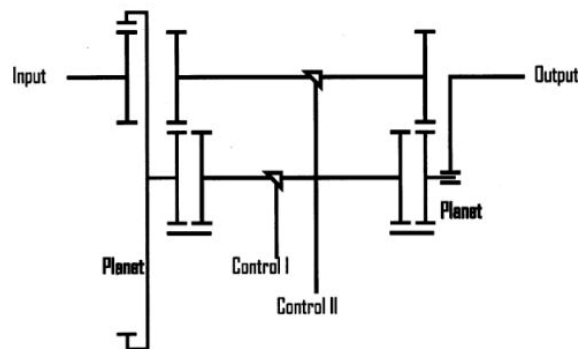 Input
Output
Planet
Planet
Control I
Control II